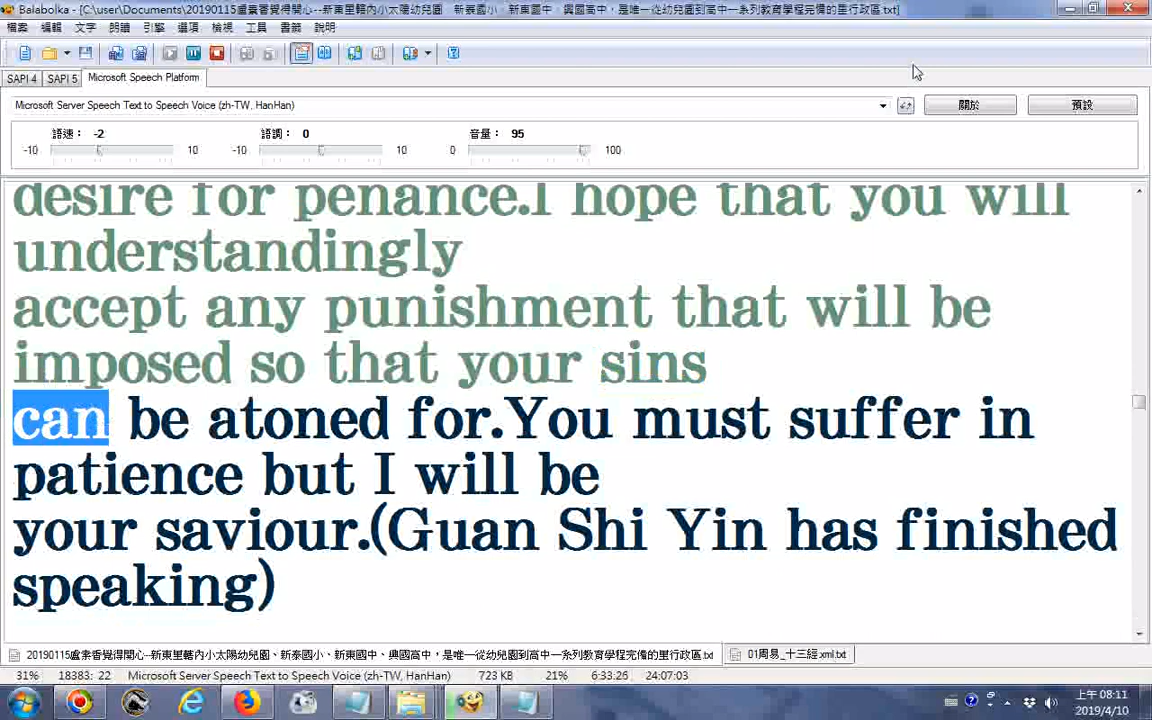 Balabolka - [C:\user\Documents\20190115盧素香覺得開心--新東里轄內小太陽幼兒園、新泰國小、新東國中、興國高中，是唯一從幼兒園到高中一系列教育學程完備的里行政區.txt]
檔案 編輯 文字 朗讀 引擎 選項 檢視 工具 書籤 說明
SAPI 4 SAPI 5 Microsoft Speech Platform
Microsoft Server Speech Text to Speech Voice (zh-TW, HanHan) 關於 預設
語速： -2 語調： 0 音量： 95
-10 10 -10 10 0 100
desire for penance.I hope that you will
understandingly
accept any punishment that will be
imposed so that your sins
can be atoned for.You must suffer in
patience but I will be
your saviour.(Guan Shi Yin has finished
speaking)
20190115盧素香覺得開心--新東里轄內小太陽幼兒園、新泰國小、新東國中、興國高中，是唯一從幼兒園到高中一系列教育學程完備的里行政區.txt 01周易_十三經.xml.txt
31% 18383: 22 Microsoft Server Speech Text to Speech Voice (zh-TW, HanHan) 723 KB 21% 6:33:25 24:07:03
上午 08:11
2019/4/10